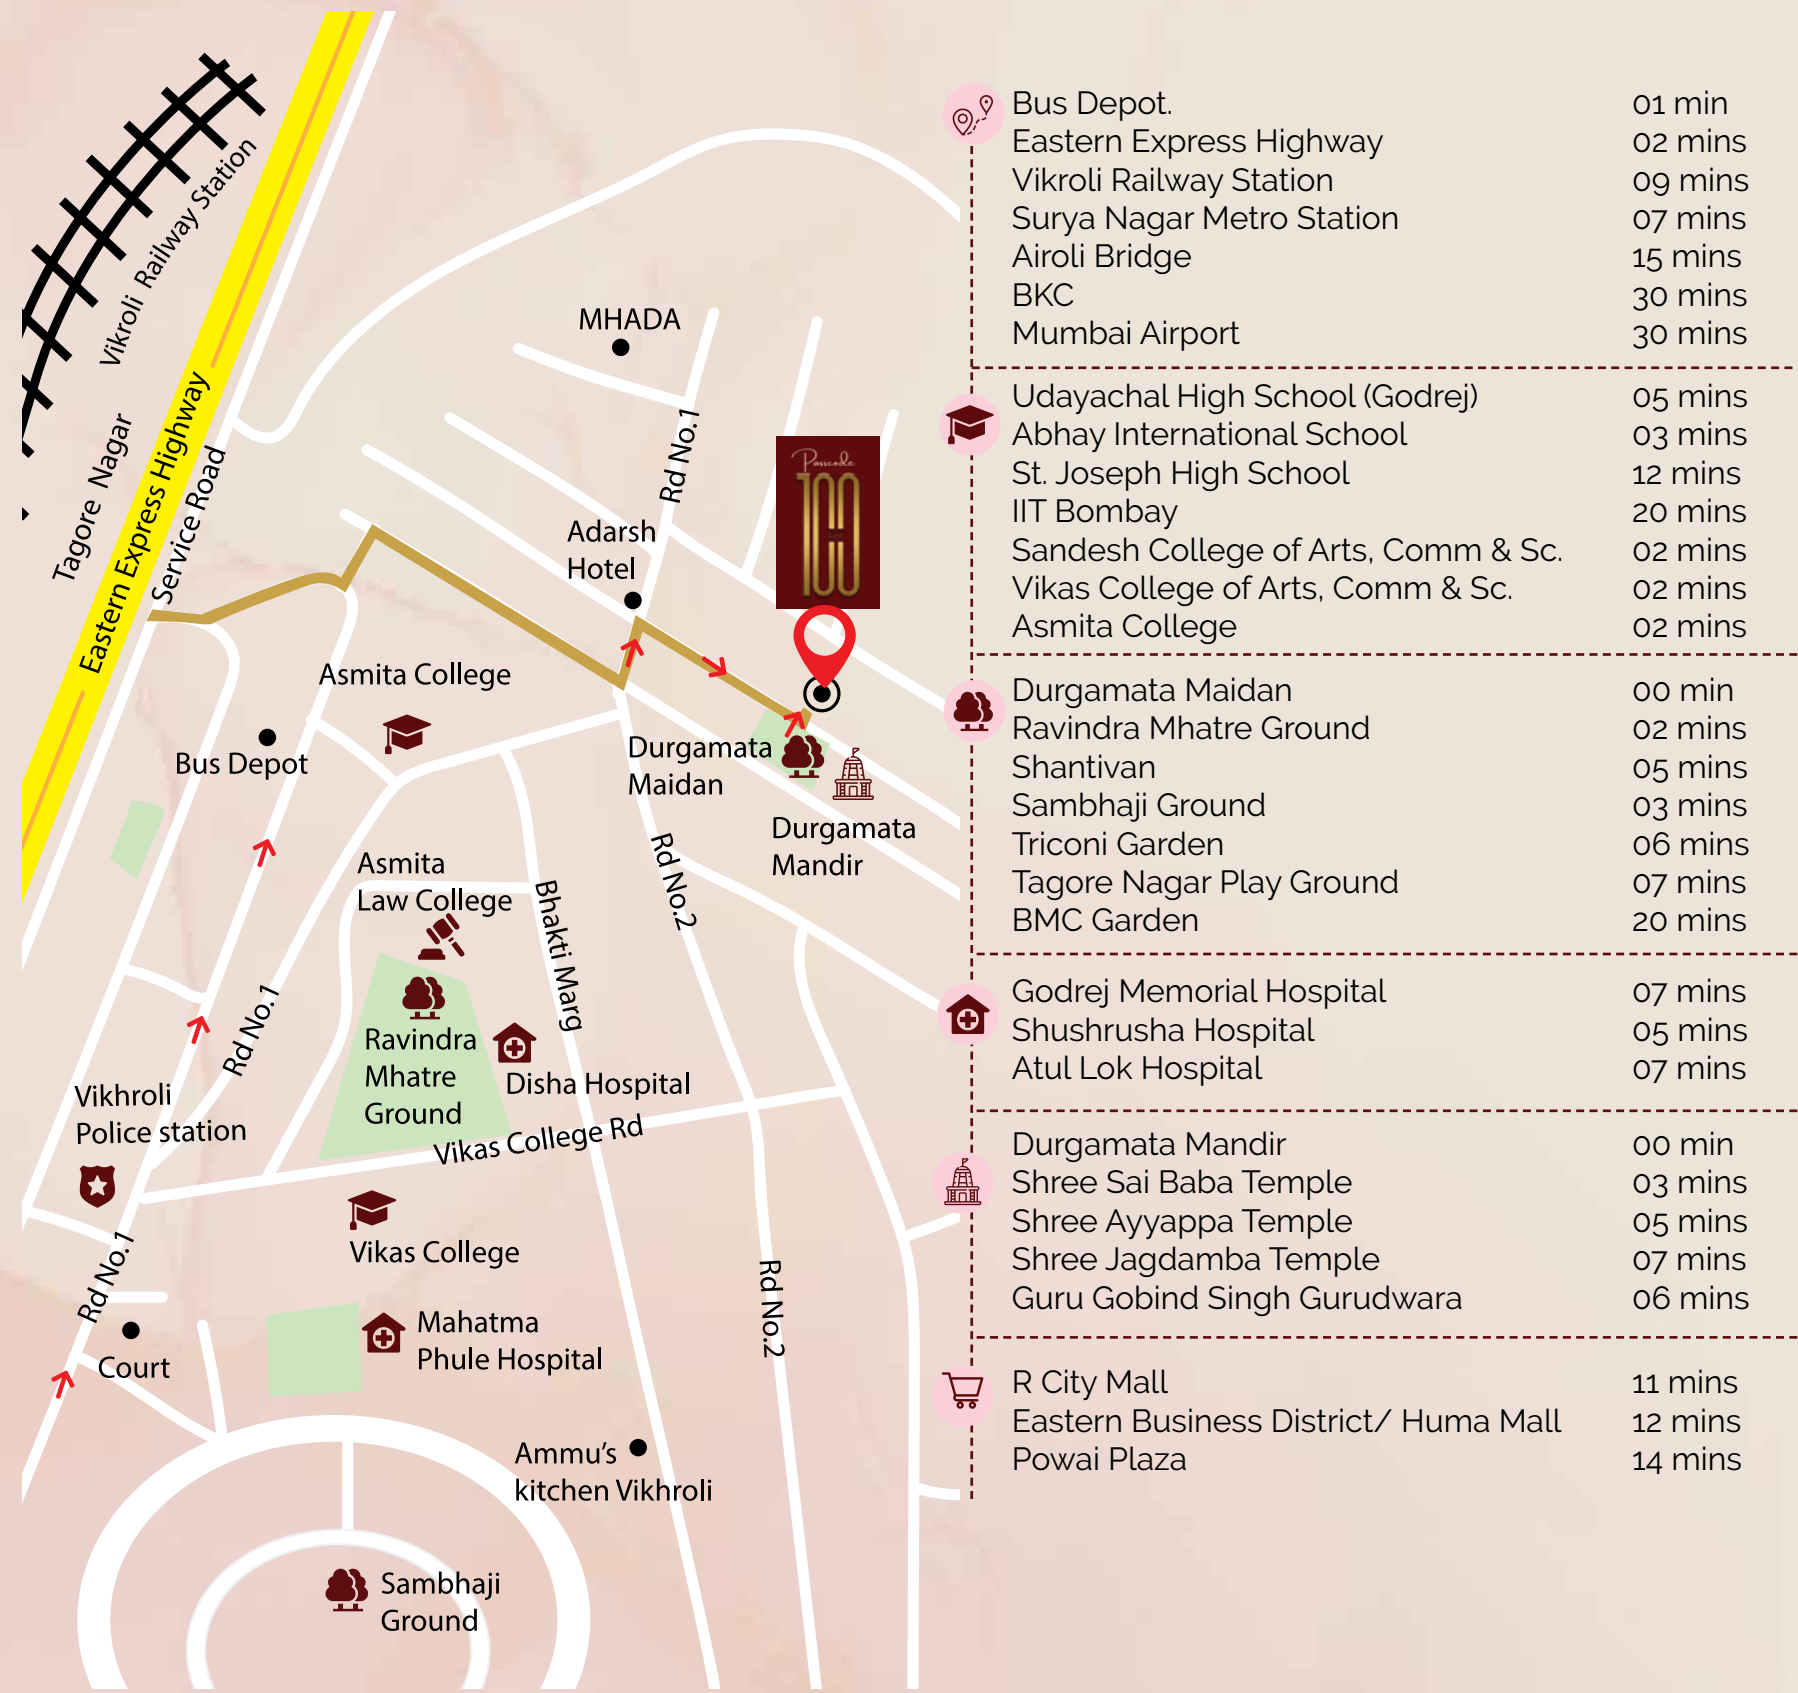 Vikroli Railway Station
Tagore Nagar
Eastern Express Highway
Service Road
MHADA
Rd No.1
Passcode
100
Adarsh
Hotel
Asmita College
Bus Depot
Durgamata
Maidan
Durgamata
Mandir
Asmita
Law College
Bhakti Marg
Rd No.2
Rd No.1
Ravindra
Mhatre
Ground
Disha Hospital
Vikas College Rd
Vikhroli
Police station
Vikas College
Rd No.1
Rd No.2
Court
Mahatma
Phule Hospital
Ammu’s
kitchen Vikhroli
Sambhaji
Ground
Bus Depot. 01 min
Eastern Express Highway 02 mins
Vikroli Railway Station 09 mins
Surya Nagar Metro Station 07 mins
Airoli Bridge 15 mins
BKC 30 mins
Mumbai Airport 30 mins
Udayachal High School (Godrej) 05 mins
Abhay International School 03 mins
St. Joseph High School 12 mins
IIT Bombay 20 mins
Sandesh College of Arts, Comm & Sc. 02 mins
Vikas College of Arts, Comm & Sc. 02 mins
Asmita College 02 mins
Durgamata Maidan 00 min
Ravindra Mhatre Ground 02 mins
Shantivan 05 mins
Sambhaji Ground 03 mins
Triconi Garden 06 mins
Tagore Nagar Play Ground 07 mins
BMC Garden 20 mins
Godrej Memorial Hospital 07 mins
Shushrusha Hospital 05 mins
Atul Lok Hospital 07 mins
Durgamata Mandir 00 min
Shree Sai Baba Temple 03 mins
Shree Ayyappa Temple 05 mins
Shree Jagdamba Temple 07 mins
Guru Gobind Singh Gurudwara 06 mins
R City Mall 11 mins
Eastern Business District/ Huma Mall 12 mins
Powai Plaza 14 mins